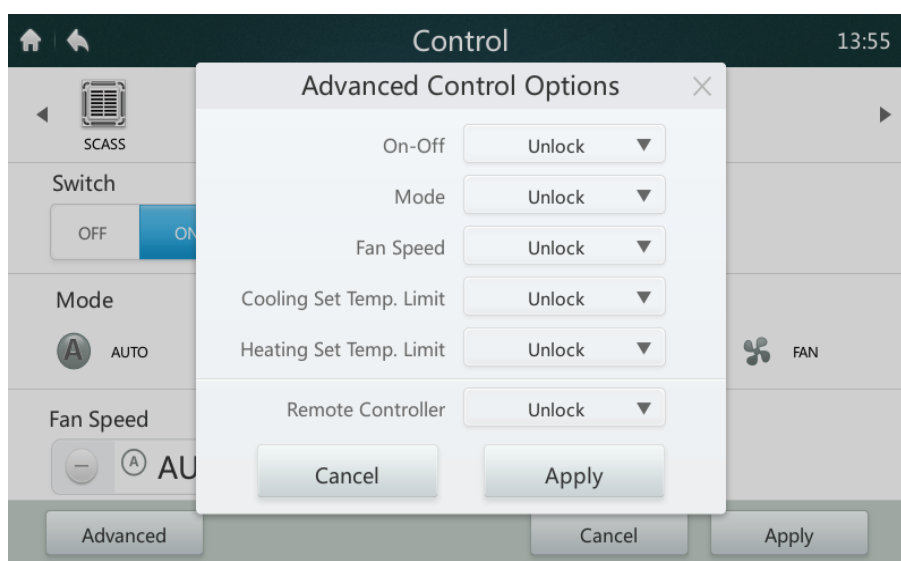 Control
13:55
Advanced Control Options
SCASS
On-Off Unlock
Switch
Mode Unlock
OFF ON
Fan Speed Unlock
Mode
Cooling Set Temp. Limit Unlock
A AUTO
Heating Set Temp. Limit Unlock
FAN
Fan Speed
Remote Controller Unlock
A AU
Cancel Apply
Advanced Cancel Apply